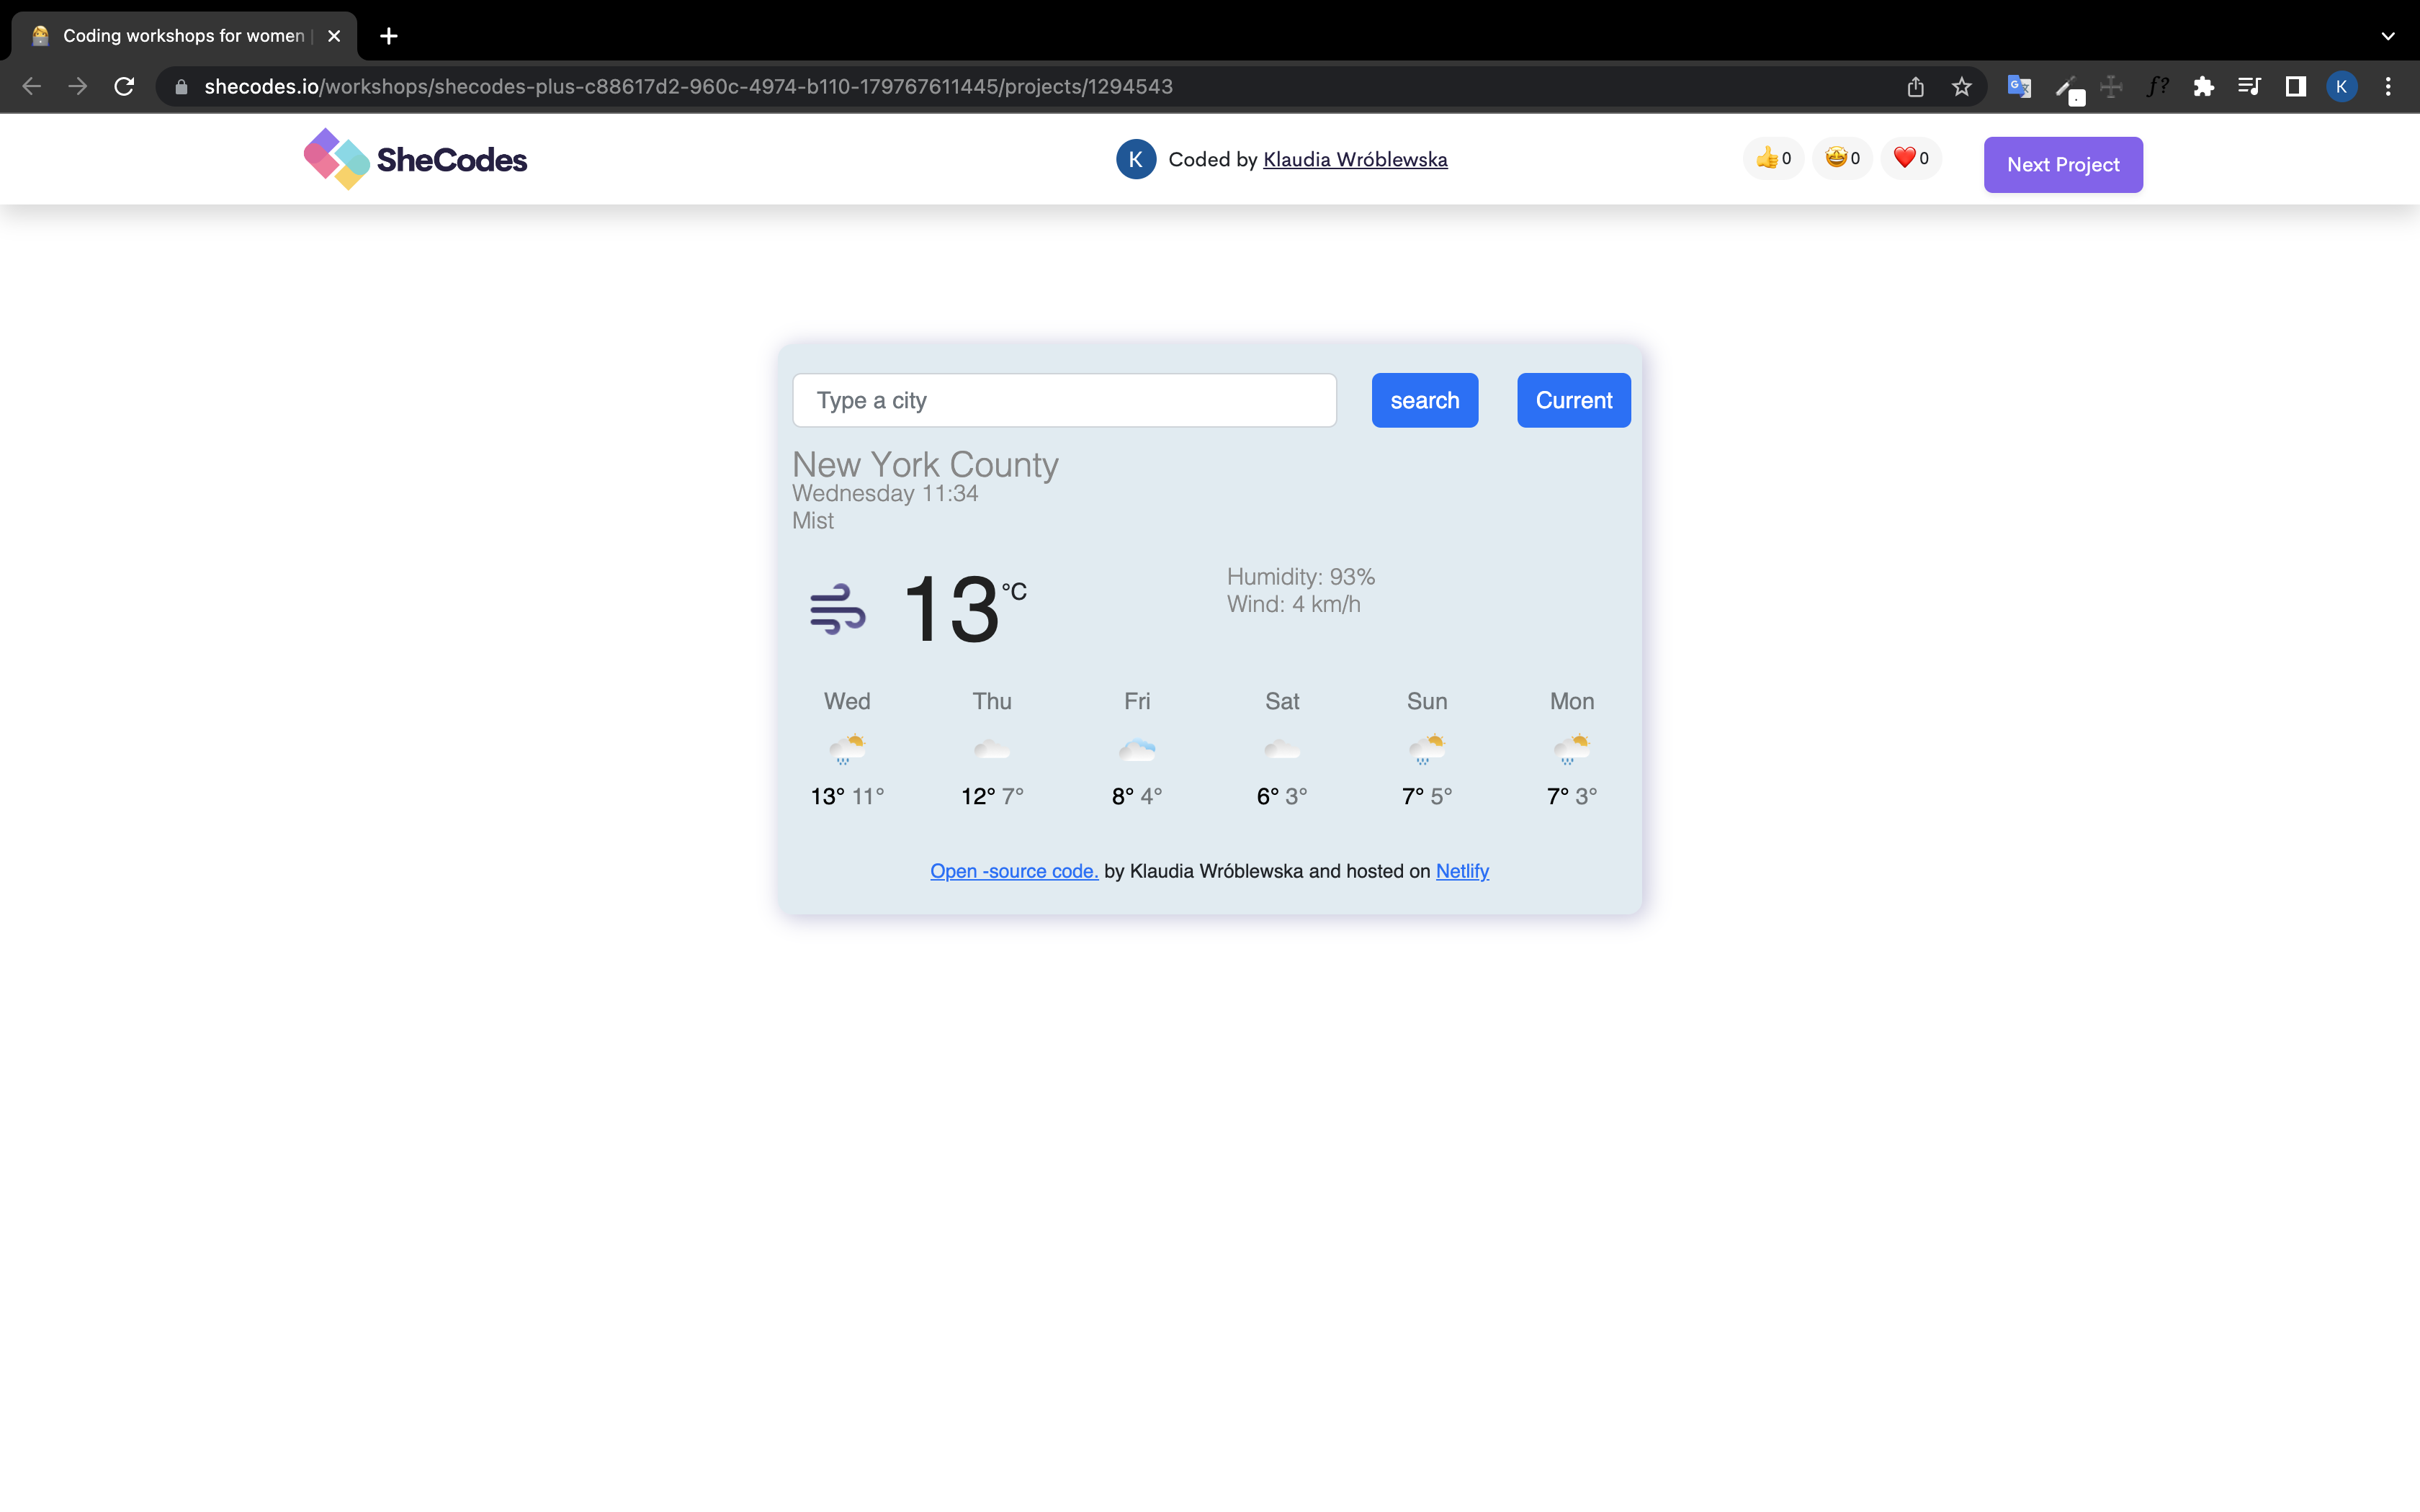 Coding workshops for women |
shecodes.io/workshops/shecodes-plus-c88617d2-960c-4974-b110-179767611445/projects/1294543
f?
K
SheCodes
K Coded by Klaudia Wróblewska
👍 0 🤩 0 ❤️ 0
Next Project
Type a city
search
Current
New York County
Wednesday 11:34
Mist
13 °C
Humidity: 93%
Wind: 4 km/h
Wed Thu Fri Sat Sun Mon
13° 11° 12° 7° 8° 4° 6° 3° 7° 5° 7° 3°
Open -source code. by Klaudia Wróblewska and hosted on Netlify